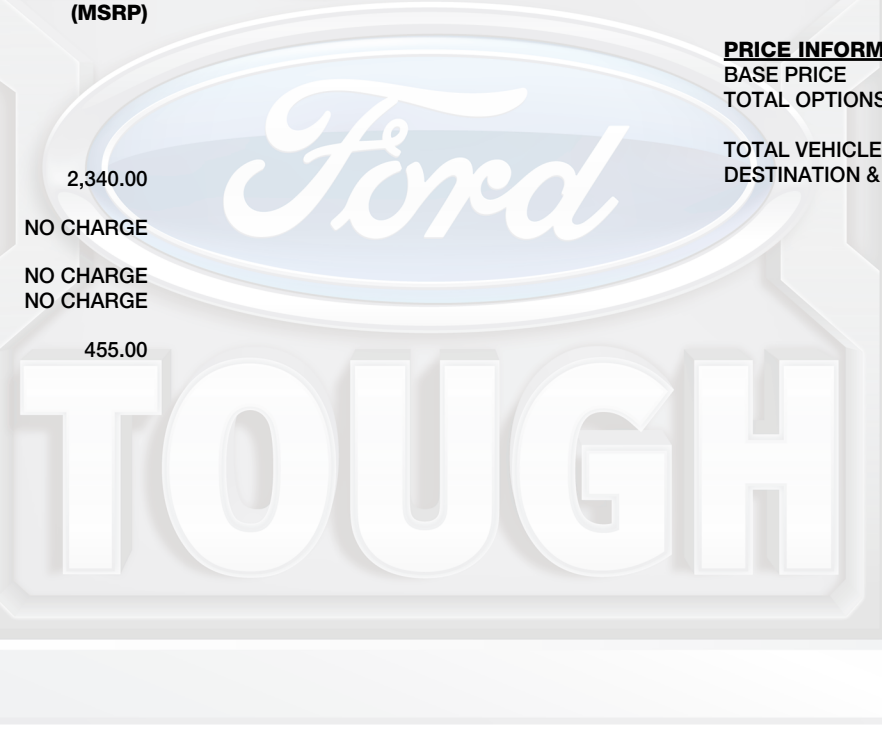 (MSRP)
2,340.00
NO CHARGE
NO CHARGE
NO CHARGE
455.00
PRICE INFORM
BASE PRICE
TOTAL OPTIONS
TOTAL VEHICLE
DESTINATION &
Ford
TOUGH